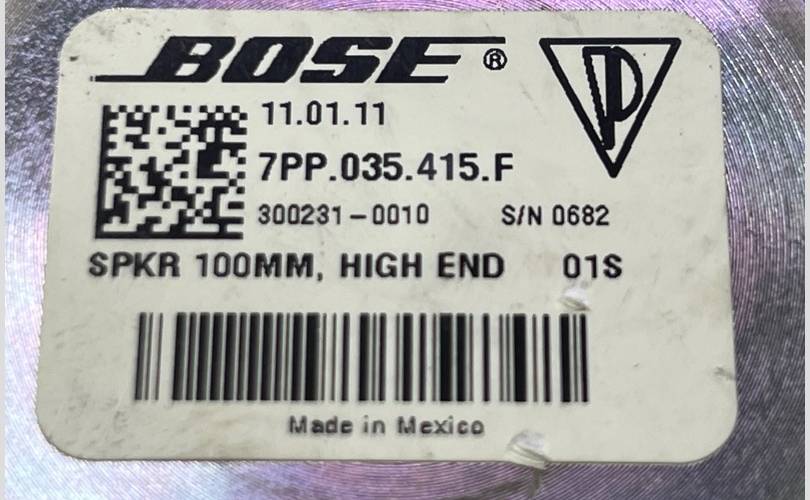 BOSE®
P
11.01.11
7PP.035.415.F
300231-0010 S/N 0682
SPKR 100MM, HIGH END 01S
Made in Mexico